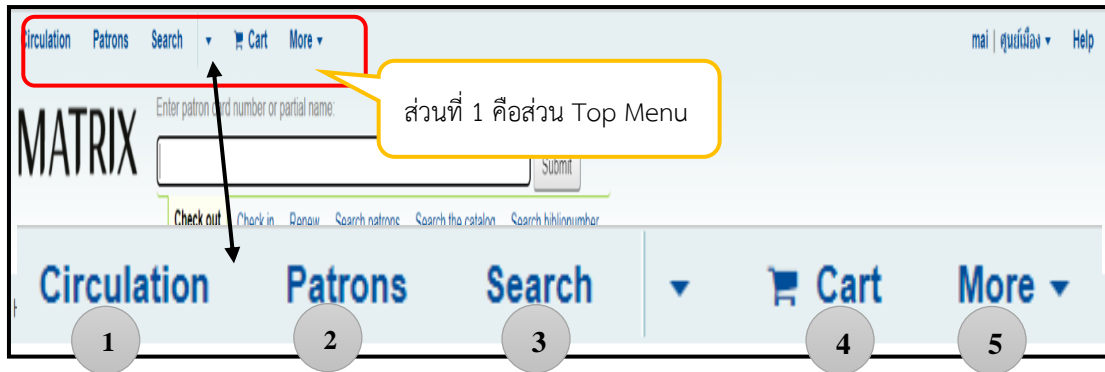 Circulation Patrons Search ▾ Cart More ▾ mai | ศูนย์เมือง ▾ Help
Enter patron card number or partial name:
ส่วนที่ 1 คือส่วน Top Menu
MATRIX
Submit
Check out Check in Renew Search patrons Search the catalog Search biblionumber
Circulation Patrons Search ▾ Cart More ▾
1 2 3 4 5